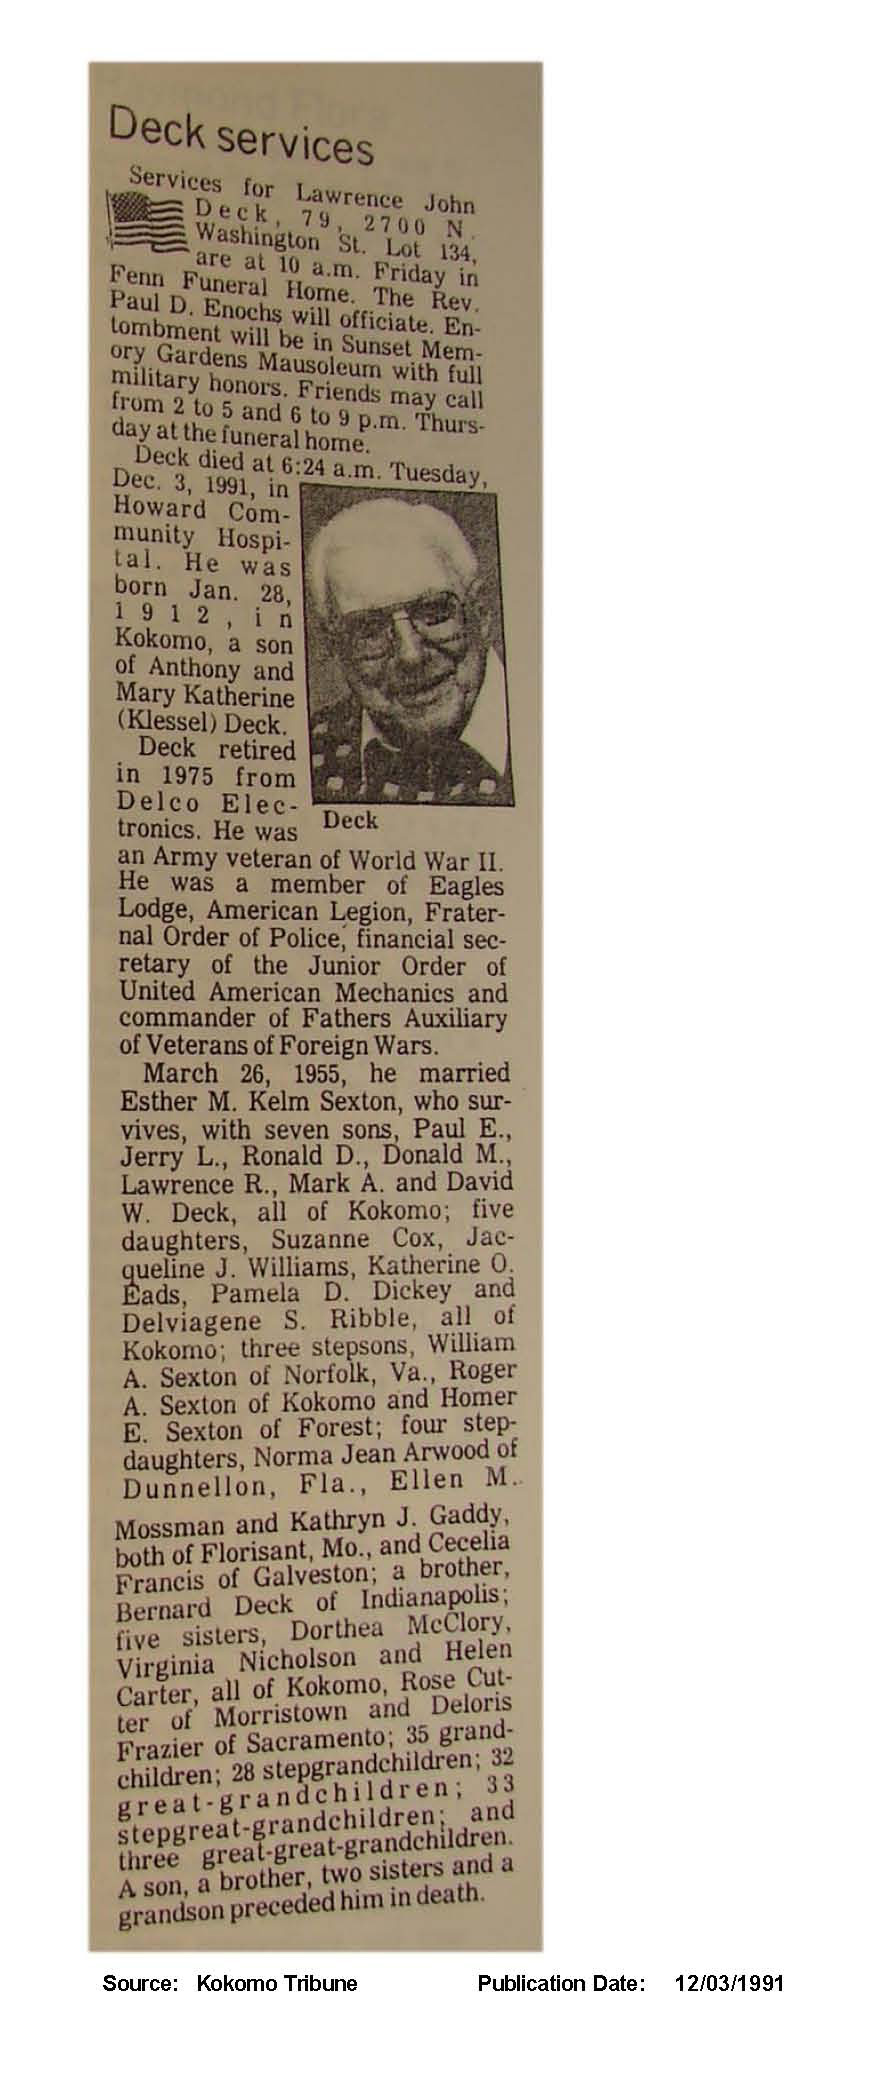 Deck services
Services for Lawrence John
Deck, 79, 2700 N.
Washington St. Lot 134,
are at 10 a.m. Friday in
Fenn Funeral Home. The Rev.
Paul D. Enochs will officiate. En-
tombment will be in Sunset Mem-
ory Gardens Mausoleum with full
military honors. Friends may call
from 2 to 5 and 6 to 9 p.m. Thurs-
day at the funeral home.
Deck died at 6:24 a.m. Tuesday,
Dec. 3, 1991, in
Howard Com-
munity Hospi-
tal. He was
born Jan. 28,
1912, in
Kokomo, a son
of Anthony and
Mary Katherine
(Klessel) Deck.
Deck retired
in 1975 from
Delco Elec-
tronics. He was
Deck
an Army veteran of World War II.
He was a member of Eagles
Lodge, American Legion, Frater-
nal Order of Police, financial sec-
retary of the Junior Order of
United American Mechanics and
commander of Fathers Auxiliary
of Veterans of Foreign Wars.
March 26, 1955, he married
Esther M. Kelm Sexton, who sur-
vives, with seven sons, Paul E.,
Jerry L., Ronald D., Donald M.,
Lawrence R., Mark A. and David
W. Deck, all of Kokomo; five
daughters, Suzanne Cox, Jac-
queline J. Williams, Katherine O.
Eads, Pamela D. Dickey and
Delviagene S. Ribble, all of
Kokomo; three stepsons, William
A. Sexton of Norfolk, Va., Roger
A. Sexton of Kokomo and Homer
E. Sexton of Forest; four step-
daughters, Norma Jean Arwood of
Dunnellon, Fla., Ellen M.
Mossman and Kathryn J. Gaddy,
both of Florisant, Mo., and Cecelia
Francis of Galveston; a brother,
Bernard Deck of Indianapolis;
five sisters, Dorthea McClory,
Virginia Nicholson and Helen
Carter, all of Kokomo, Rose Cut-
ter of Morristown and Deloris
Frazier of Sacramento; 35 grand-
children; 28 stepgrandchildren; 32
great-grandchildren; 33
stepgreat-grandchildren; and
three great-great-grandchildren.
A son, a brother, two sisters and a
grandson preceded him in death.
Source: Kokomo Tribune Publication Date: 12/03/1991